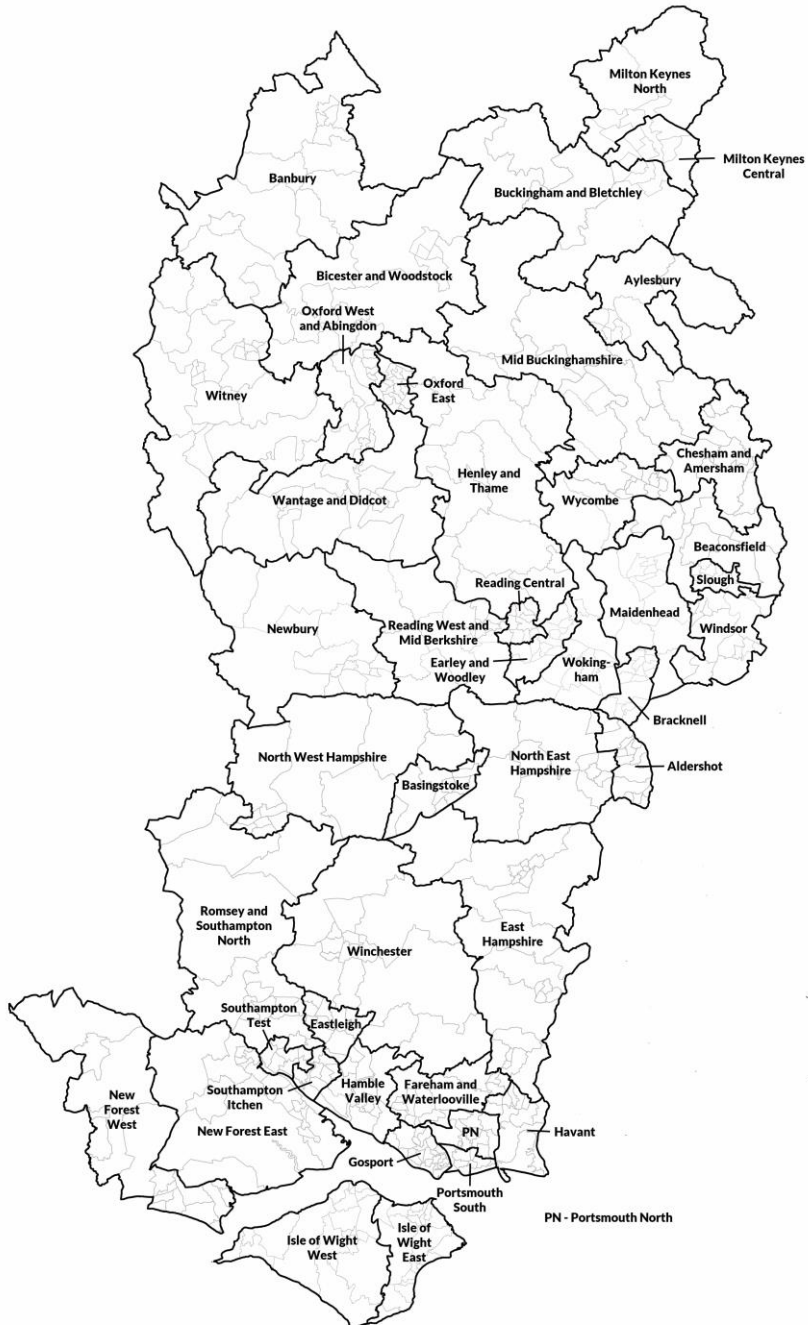 Milton Keynes
North
Milton Keynes
Central
Banbury
Buckingham and Bletchley
Bicester and Woodstock
Aylesbury
Oxford West
and Abingdon
Mid Buckinghamshire
Oxford
East
Witney
Chesham and
Amersham
Henley and
Thame
Wycombe
Wantage and Didcot
Beaconsfield
Slough
Reading Central
Maidenhead
Newbury
Reading West and
Mid Berkshire
Windsor
Earley and
Woodley
Woking-
ham
Bracknell
North West Hampshire
North East
Hampshire
Aldershot
Basingstoke
Romsey and
Southampton
North
East
Hampshire
Winchester
Southampton
Test
Eastleigh
New
Forest
West
Southampton
Itchen
Hamble
Valley
Fareham and
Waterlooville
New Forest East
PN
Havant
Gosport
Portsmouth
South
PN - Portsmouth North
Isle of Wight
West
Isle of
Wight
East